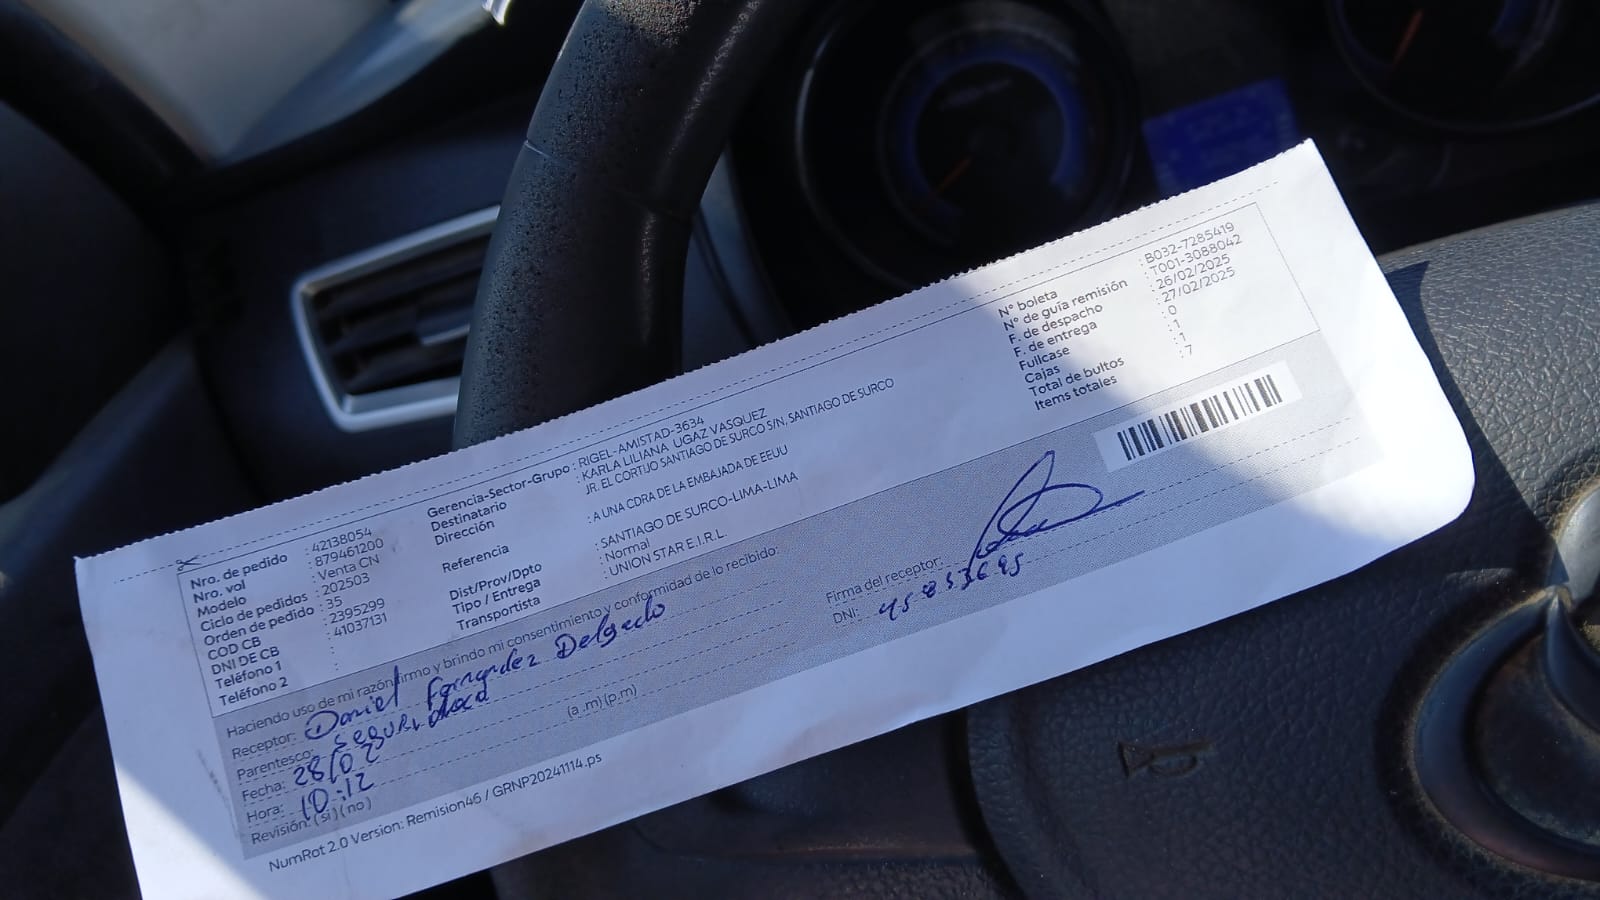 Nro. de pedido : 42138054
Nro. vol : 879461200
Modelo : Venta CN
Ciclo de pedidos : 202503
Orden de pedido : 35
COD CB : 2395299
DNI DE CB : 41037131
Teléfono 1 :
Teléfono 2 :
Gerencia-Sector-Grupo : RIGEL-AMISTAD-3634
Destinatario : KARLA LILIANA UGAZ VASQUEZ
Dirección JR. EL CORTIJO SANTIAGO DE SURCO SIN, SANTIAGO DE SURCO
Referencia : A UNA CDRA DE LA EMBAJADA DE EEUU
Dist/Prov/Dpto : SANTIAGO DE SURCO-LIMA-LIMA
Tipo / Entrega : Normal
Transportista : UNION STAR E.I.R.L.
N° boleta : B032-7285419
N° de guía remisión : T001-3088042
F. de despacho : 26/02/2025
F. de entrega : 27/02/2025
Fullcase : 0
Cajas : 1
Total de bultos : 1
Items totales : 7
Haciendo uso de mi razón firmo y brindo mi consentimiento y conformidad de lo recibido:
Receptor: Daniel Fernandez Delgado
Parentesco:
Fecha: 28/02
Hora: 10:12 (a .m) (p.m)
Revisión: (si) (no)
Firma del receptor:
DNI: 45853695
NumRot 2.0 Version: Remision46 / GRNP20241114.ps